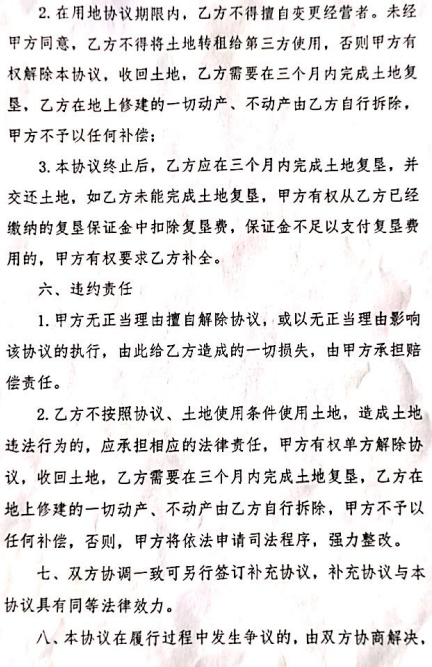 2.在用地协议期限内，乙方不得擅自变更经营者。未经
甲方同意，乙方不得将土地转租给第三方使用，否则甲方有
权解除本协议，收回土地，乙方需要在三个月内完成土地复
垦，乙方在地上修建的一切动产、不动产由乙方自行拆除，
甲方不予以任何补偿；
3.本协议终止后，乙方应在三个月内完成土地复垦，并
交还土地，如乙方未能完成土地复垦，甲方有权从乙方已经
缴纳的复垦保证金中扣除复垦费，保证金不足以支付复垦费
用的，甲方有权要求乙方补全。
六、违约责任
1.甲方无正当理由擅自解除协议，或以无正当理由影响
该协议的执行，由此给乙方造成的一切损失，由甲方承担赔
偿责任。
2.乙方不按照协议、土地使用条件使用土地，造成土地
违法行为的，应承担相应的法律责任，甲方有权单方解除协
议，收回土地，乙方需要在三个月内完成土地复垦，乙方在
地上修建的一切动产、不动产由乙方自行拆除，甲方不予以
任何补偿，否则，甲方将依法申请司法程序，强力整改。
七、双方协调一致可另行签订补充协议，补充协议与本
协议具有同等法律效力。
八、本协议在履行过程中发生争议的，由双方协商解决，